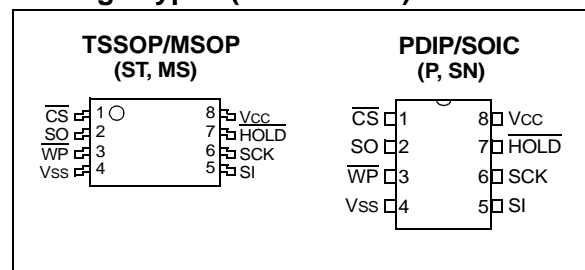 TSSOP/MSOP
(ST, MS)
CS 1 8 VCC
SO 2 7 HOLD
WP 3 6 SCK
VSS 4 5 SI
PDIP/SOIC
(P, SN)
CS 1 8 VCC
SO 2 7 HOLD
WP 3 6 SCK
VSS 4 5 SI